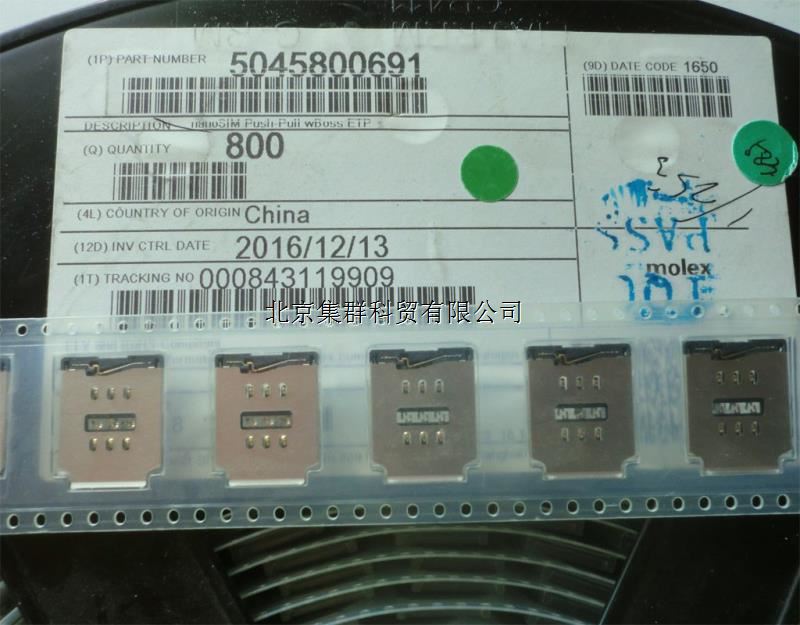 (1P) PART NUMBER 5045800691
(9D) DATE CODE 1650
DESCRIPTION nanoSIM Push-Pull wBoss ETP
(Q) QUANTITY 800
(4L) COUNTRY OF ORIGIN China
(12D) INV CTRL DATE 2016/12/13
PASS
(1T) TRACKING NO 000843119909
molex
北京集群科贸有限公司